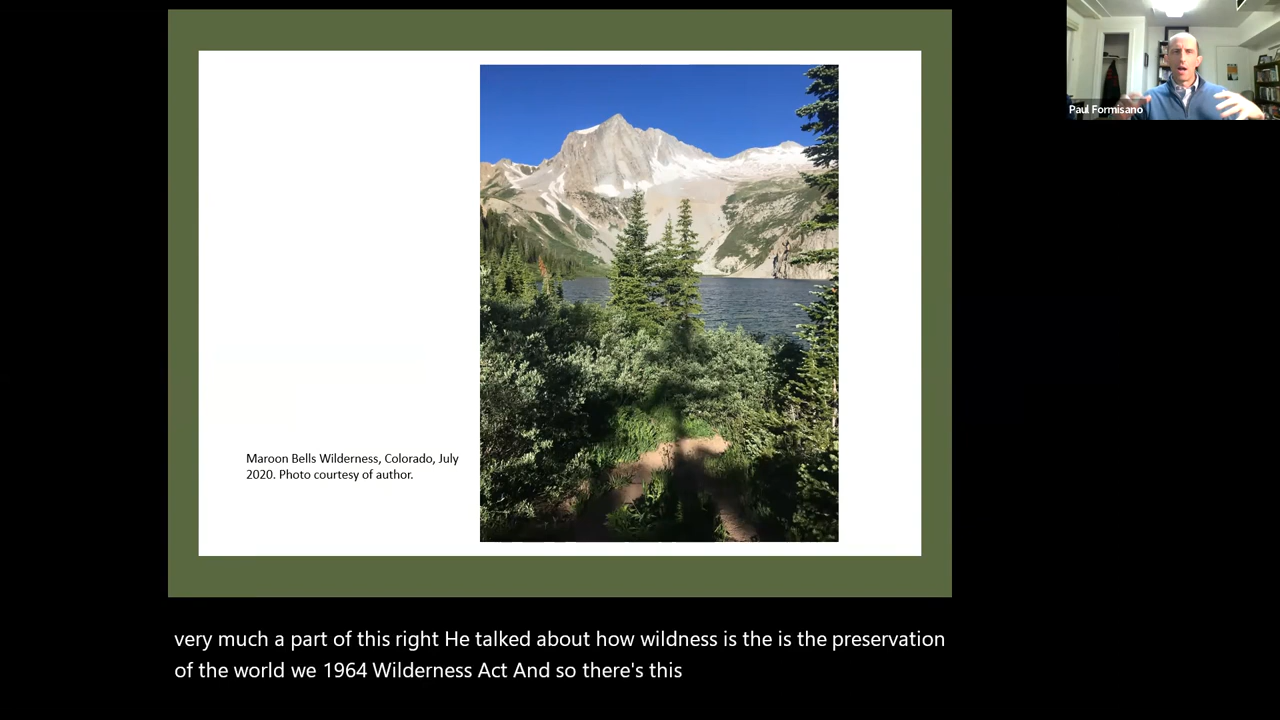 Paul Formisano
Maroon Bells Wilderness, Colorado, July
2020. Photo courtesy of author.
very much a part of this right He talked about how wildness is the is the preservation
of the world we 1964 Wilderness Act And so there's this